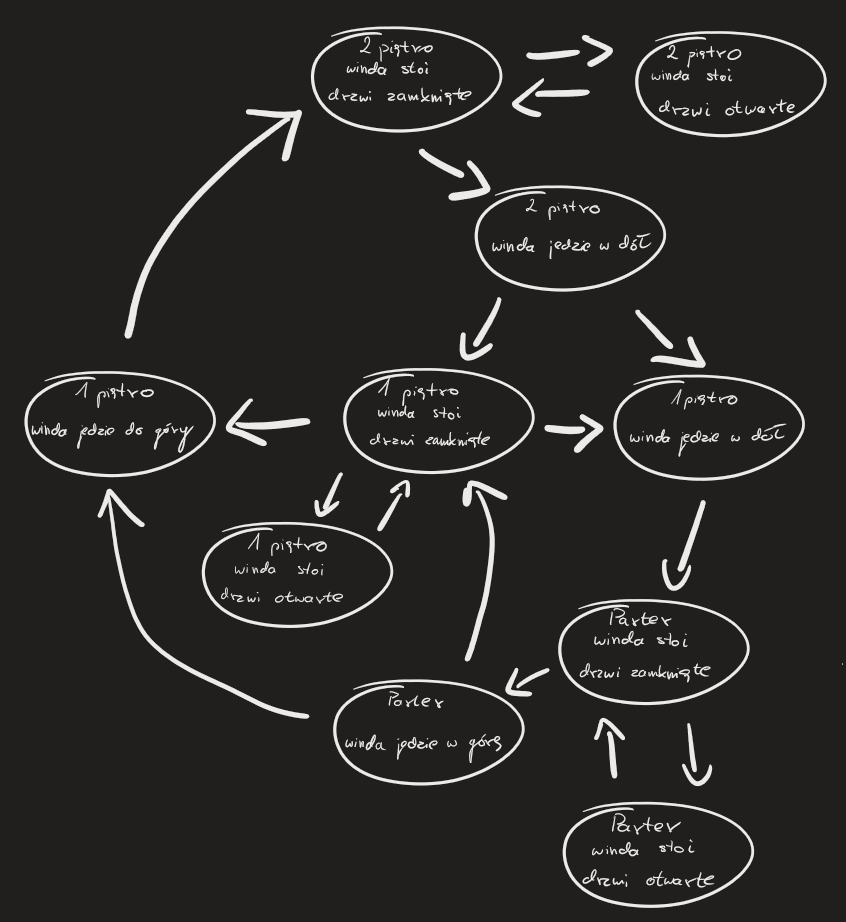 2 piętro
winda stoi
drzwi zamknięte
2 piętro
winda stoi
drzwi otwarte
2 piętro
winda jedzie w dół
1 piętro
winda jedzie do góry
1 piętro
winda stoi
drzwi zamknięte
1 piętro
winda jedzie w dół
1 piętro
winda stoi
drzwi otwarte
Parter
winda stoi
drzwi zamknięte
Parter
winda jedzie w górę
Parter
winda stoi
drzwi otwarte